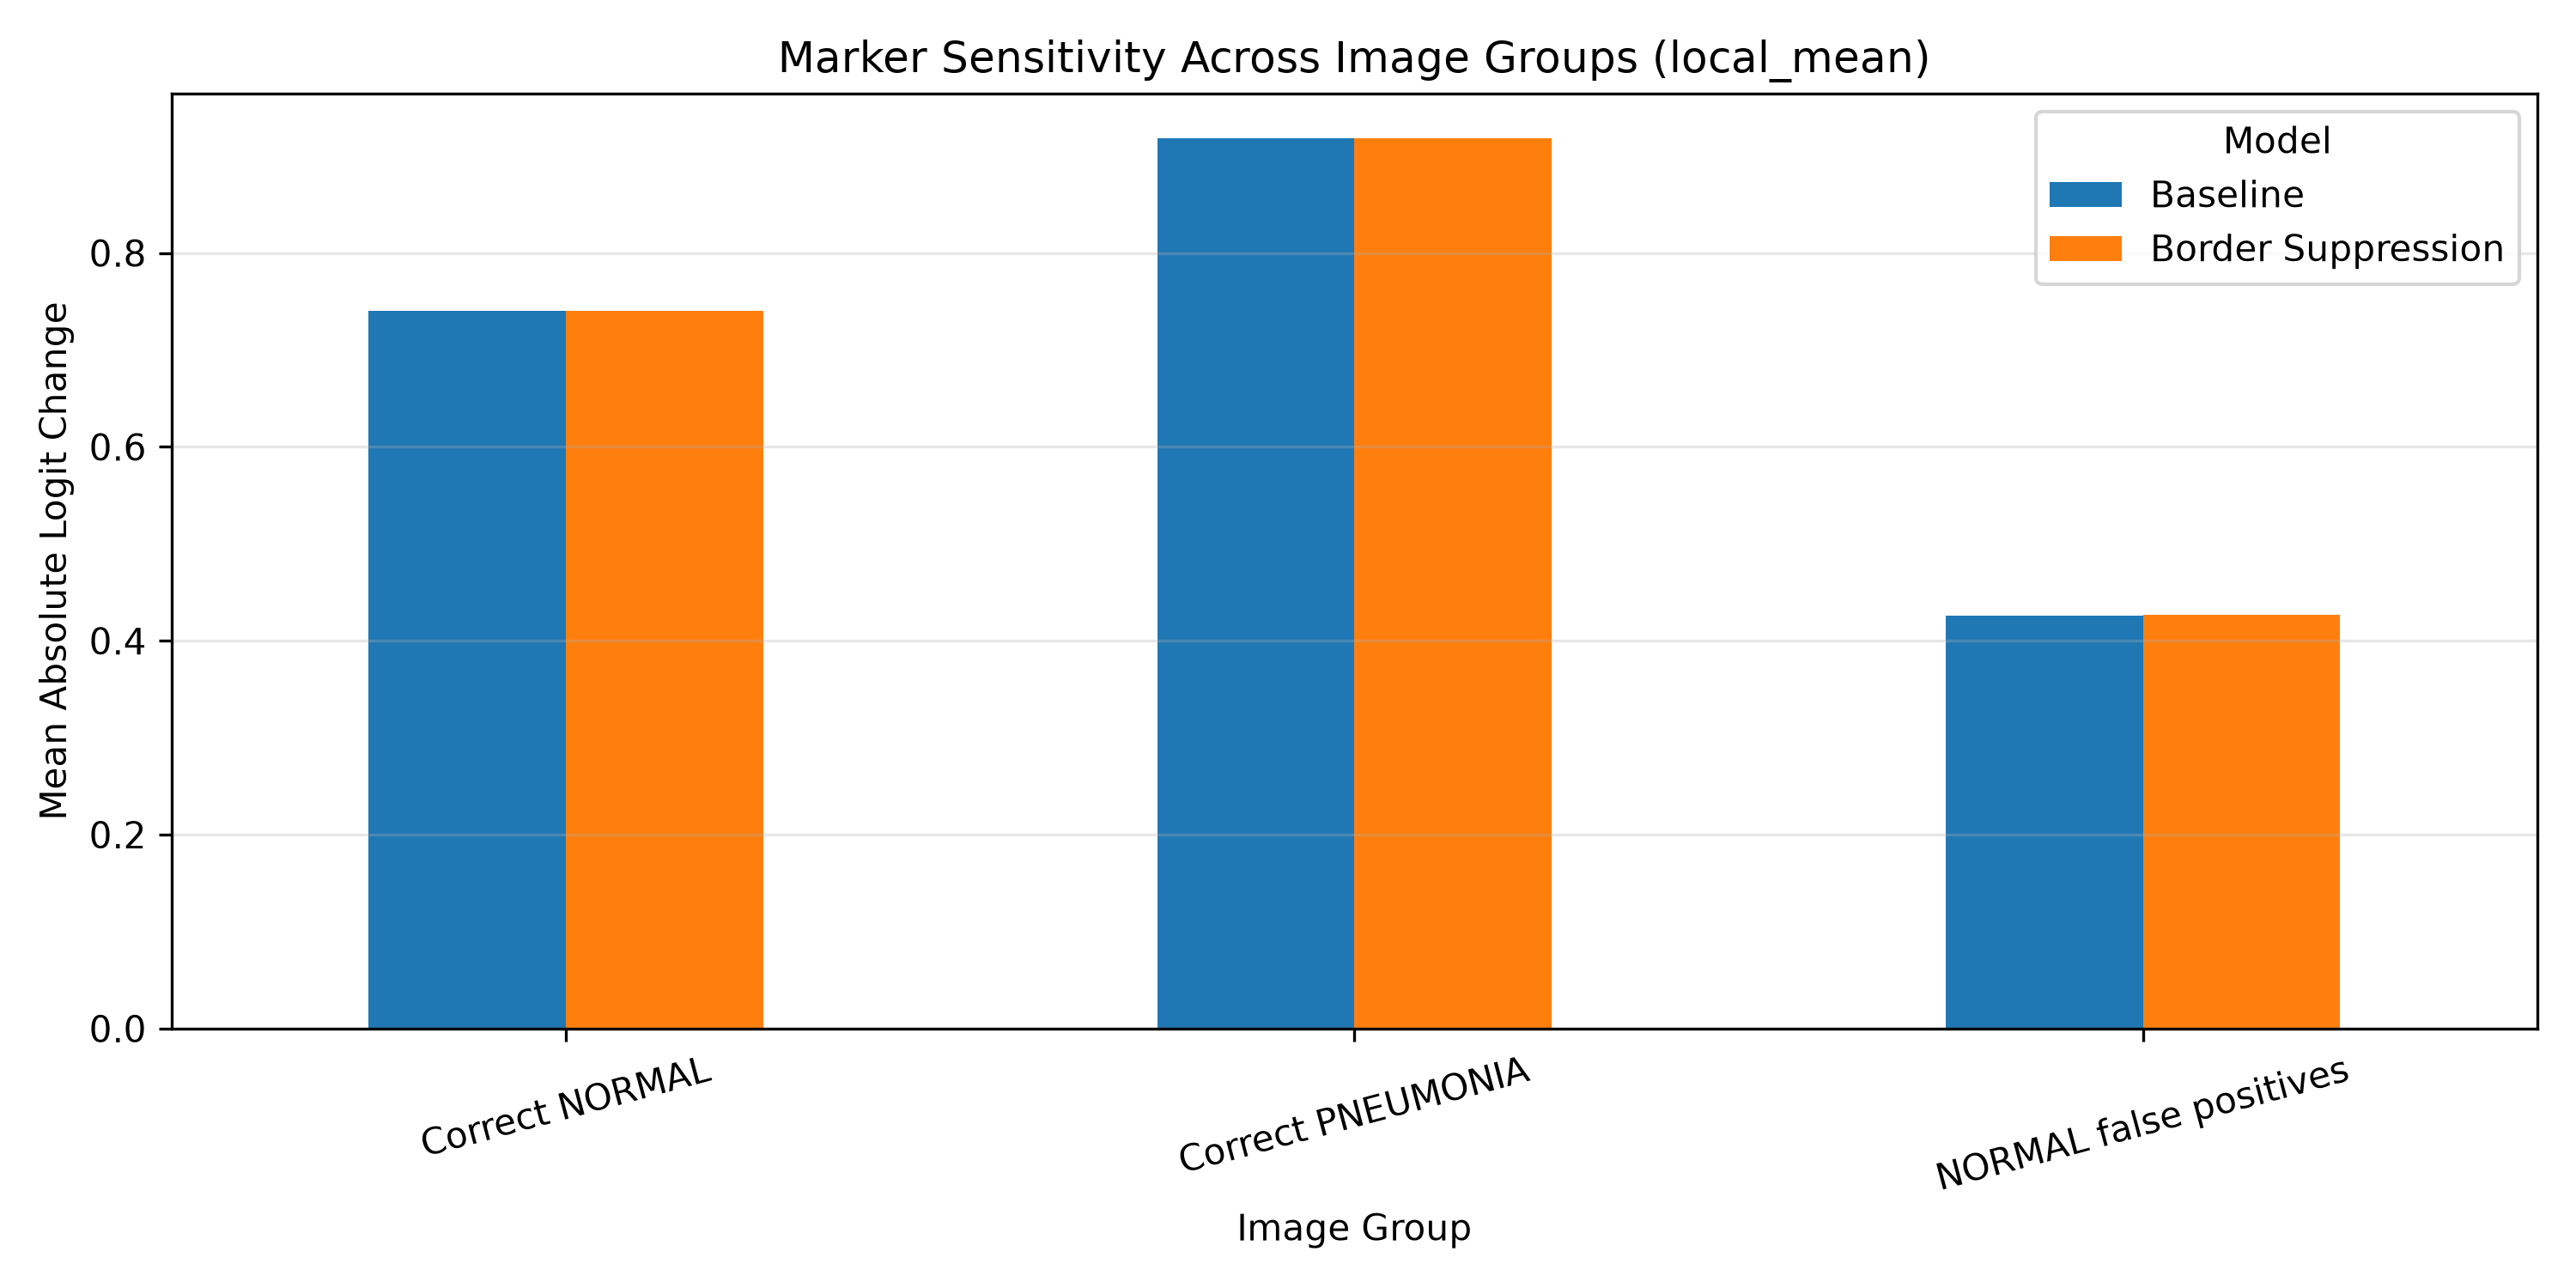 Marker Sensitivity Across Image Groups (local_mean)
Model
Baseline
Border Suppression
Mean Absolute Logit Change
0.8
0.6
0.4
0.2
0.0
Correct NORMAL
Correct PNEUMONIA
NORMAL false positives
Image Group